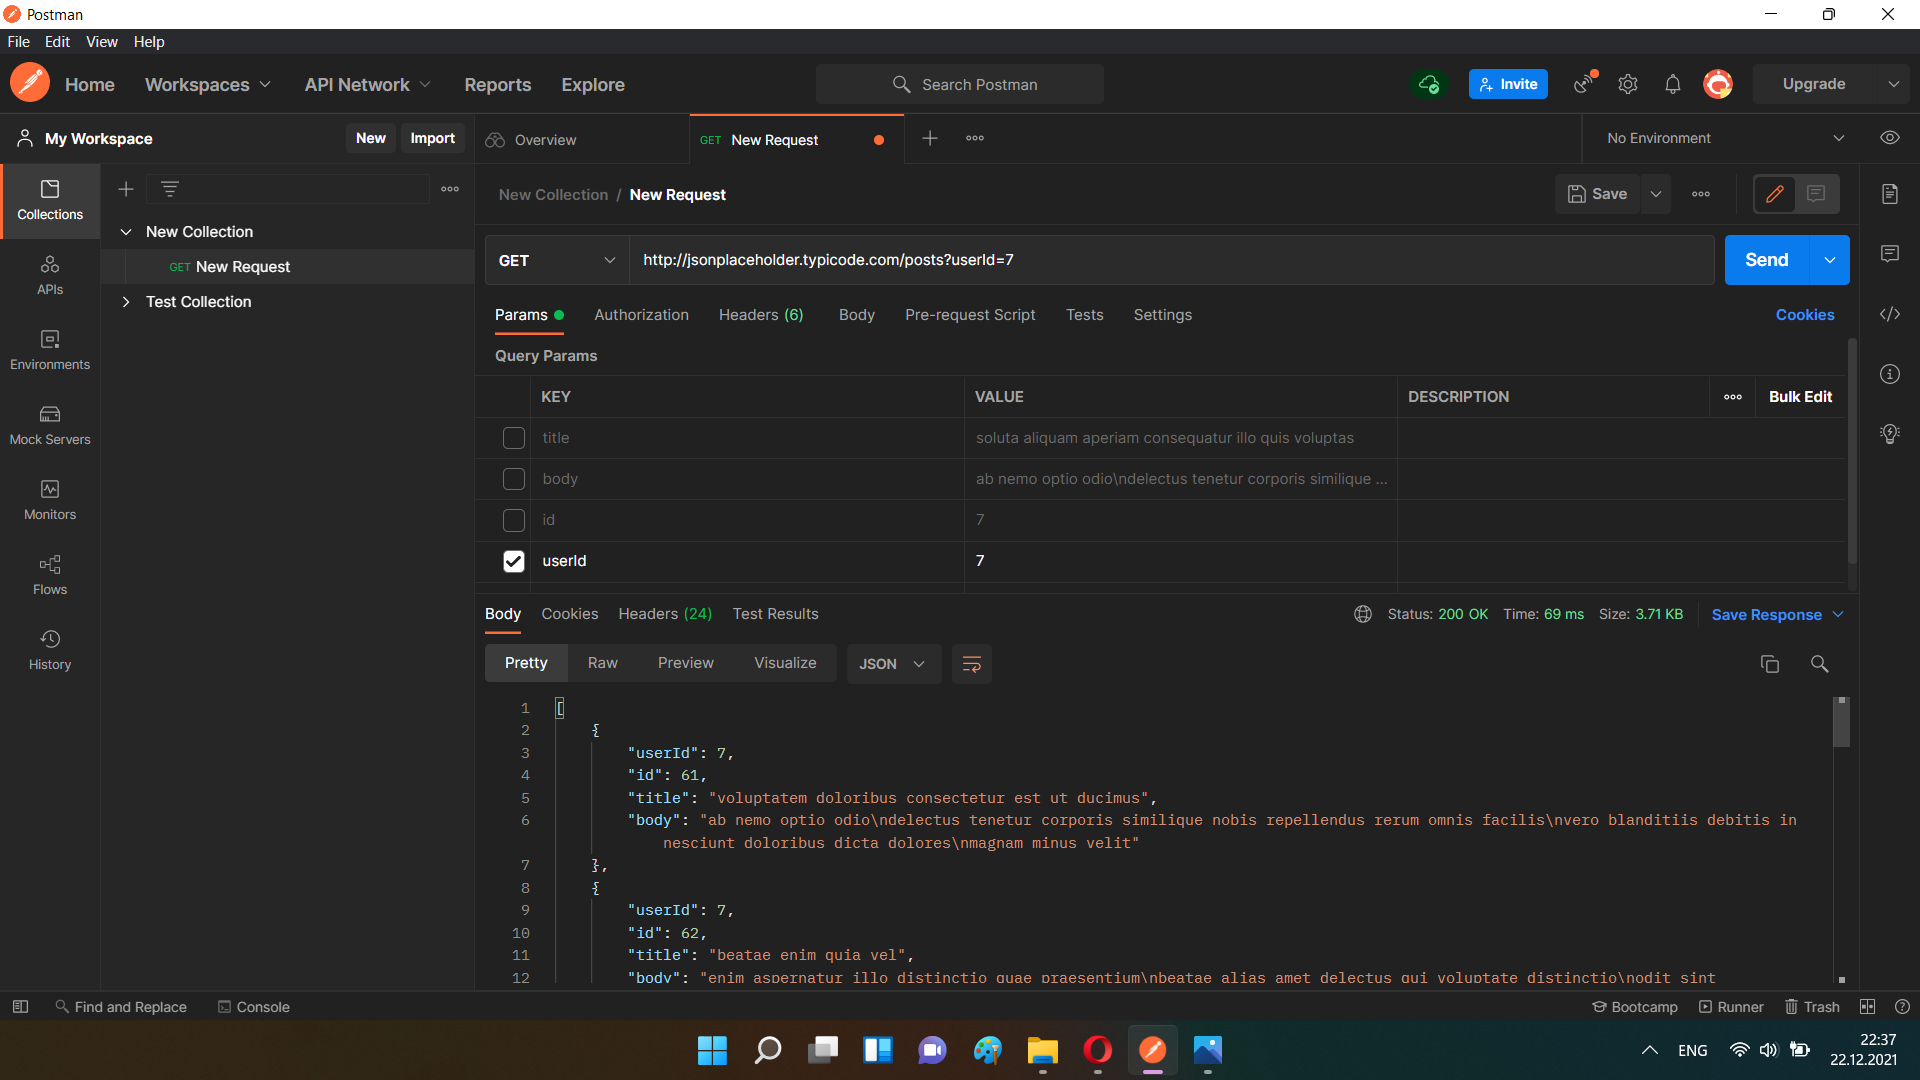 Postman
File Edit View Help
Home Workspaces API Network Reports Explore Search Postman Invite Upgrade
My Workspace New Import Overview GET New Request No Environment
Collections
APIs
Environments
Mock Servers
Monitors
Flows
History
New Collection
GET New Request
Test Collection
New Collection / New Request Save
GET http://jsonplaceholder.typicode.com/posts?userId=7 Send
Params Authorization Headers (6) Body Pre-request Script Tests Settings Cookies
Query Params
KEY VALUE DESCRIPTION Bulk Edit
title soluta aliquam aperiam consequatur illo quis voluptas
body ab nemo optio odio\ndelectus tenetur corporis similique ...
id 7
userId 7
Body Cookies Headers (24) Test Results Status: 200 OK Time: 69 ms Size: 3.71 KB Save Response
Pretty Raw Preview Visualize JSON
1 [
2 {
3 "userId": 7,
4 "id": 61,
5 "title": "voluptatem doloribus consectetur est ut ducimus",
6 "body": "ab nemo optio odio\ndelectus tenetur corporis similique nobis repellendus rerum omnis facilis\nvero blanditiis debitis in
nesciunt doloribus dicta dolores\nmagnam minus velit"
7 },
8 {
9 "userId": 7,
10 "id": 62,
11 "title": "beatae enim quia vel",
12 "body": "enim aspernatur illo distinctio quae praesentium\nbeatae alias amet delectus qui voluptate distinctio\nodit sint
Find and Replace Console Bootcamp Runner Trash
ENG 22:37
22.12.2021